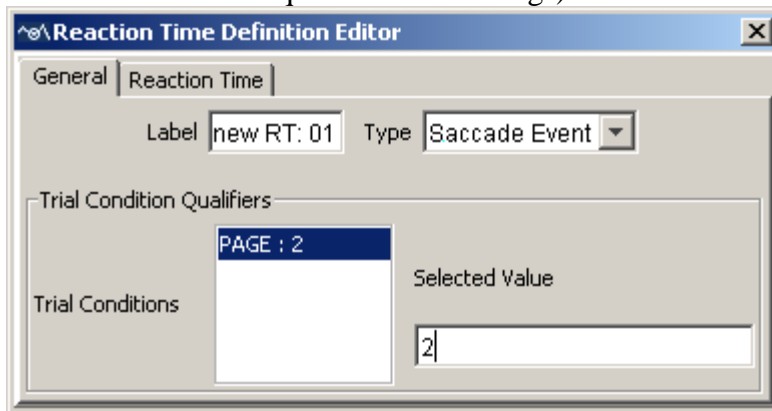 Reaction Time Definition Editor
General Reaction Time
Label new RT: 01 Type Saccade Event
Trial Condition Qualifiers
PAGE : 2
Selected Value
Trial Conditions
2